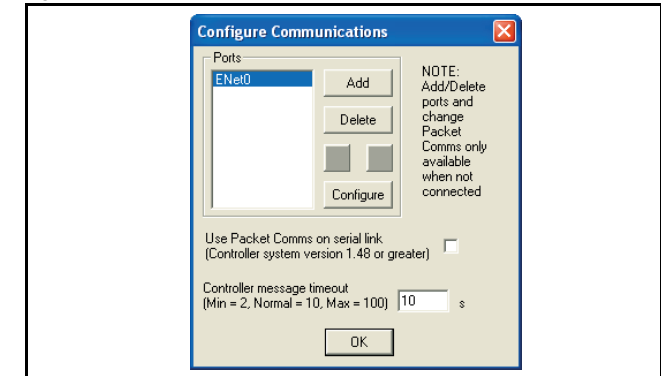 Configure Communications
Ports
ENet0
Add
Delete
Configure
NOTE:
Add/Delete
ports and
change
Packet
Comms only
available
when not
connected
Use Packet Comms on serial link
(Controller system version 1.48 or greater)
Controller message timeout
(Min = 2, Normal = 10, Max = 100) 10 s
OK